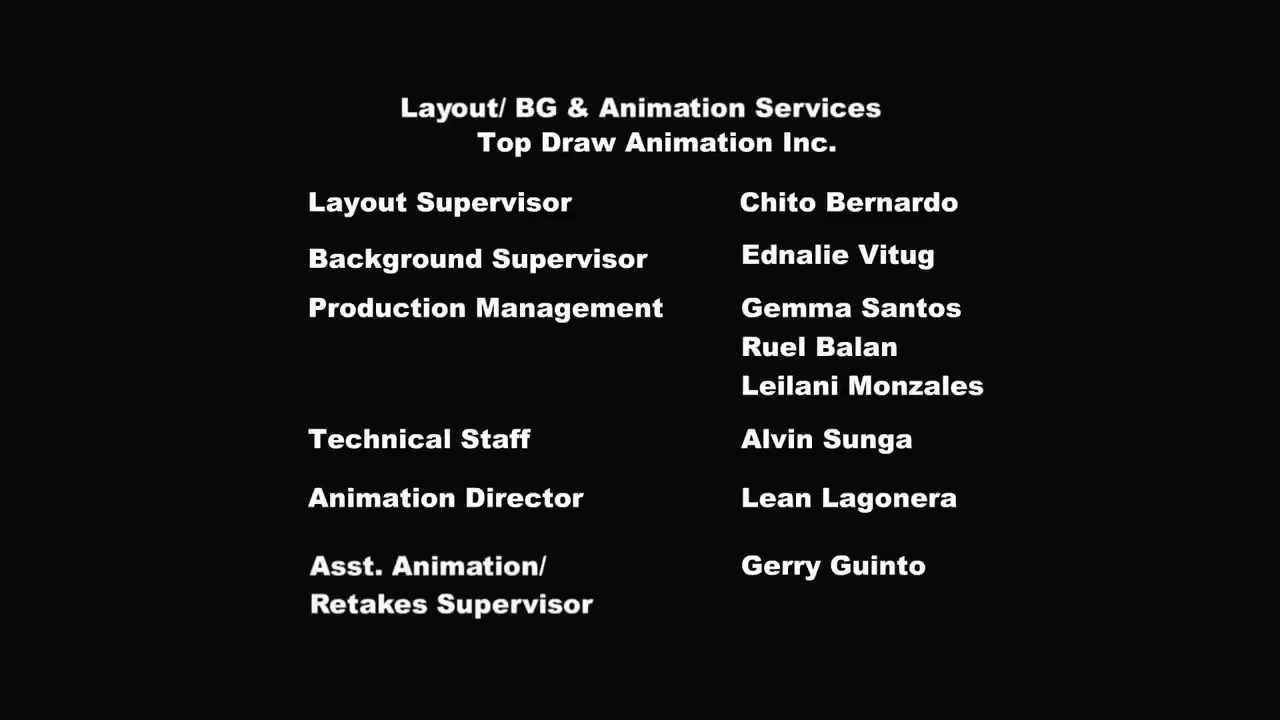 Layout/ BG & Animation Services
Top Draw Animation Inc.
Layout Supervisor Chito Bernardo
Background Supervisor Ednalie Vitug
Production Management Gemma Santos
Ruel Balan
Leilani Monzales
Technical Staff Alvin Sunga
Animation Director Lean Lagonera
Asst. Animation/ Gerry Guinto
Retakes Supervisor